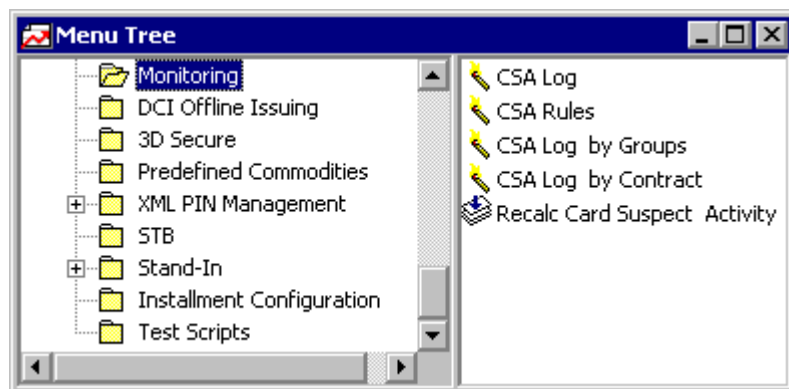 Menu Tree
Monitoring
DCI Offline Issuing
3D Secure
Predefined Commodities
XML PIN Management
STB
Stand-In
Installment Configuration
Test Scripts
CSA Log
CSA Rules
CSA Log by Groups
CSA Log by Contract
Recalc Card Suspect Activity